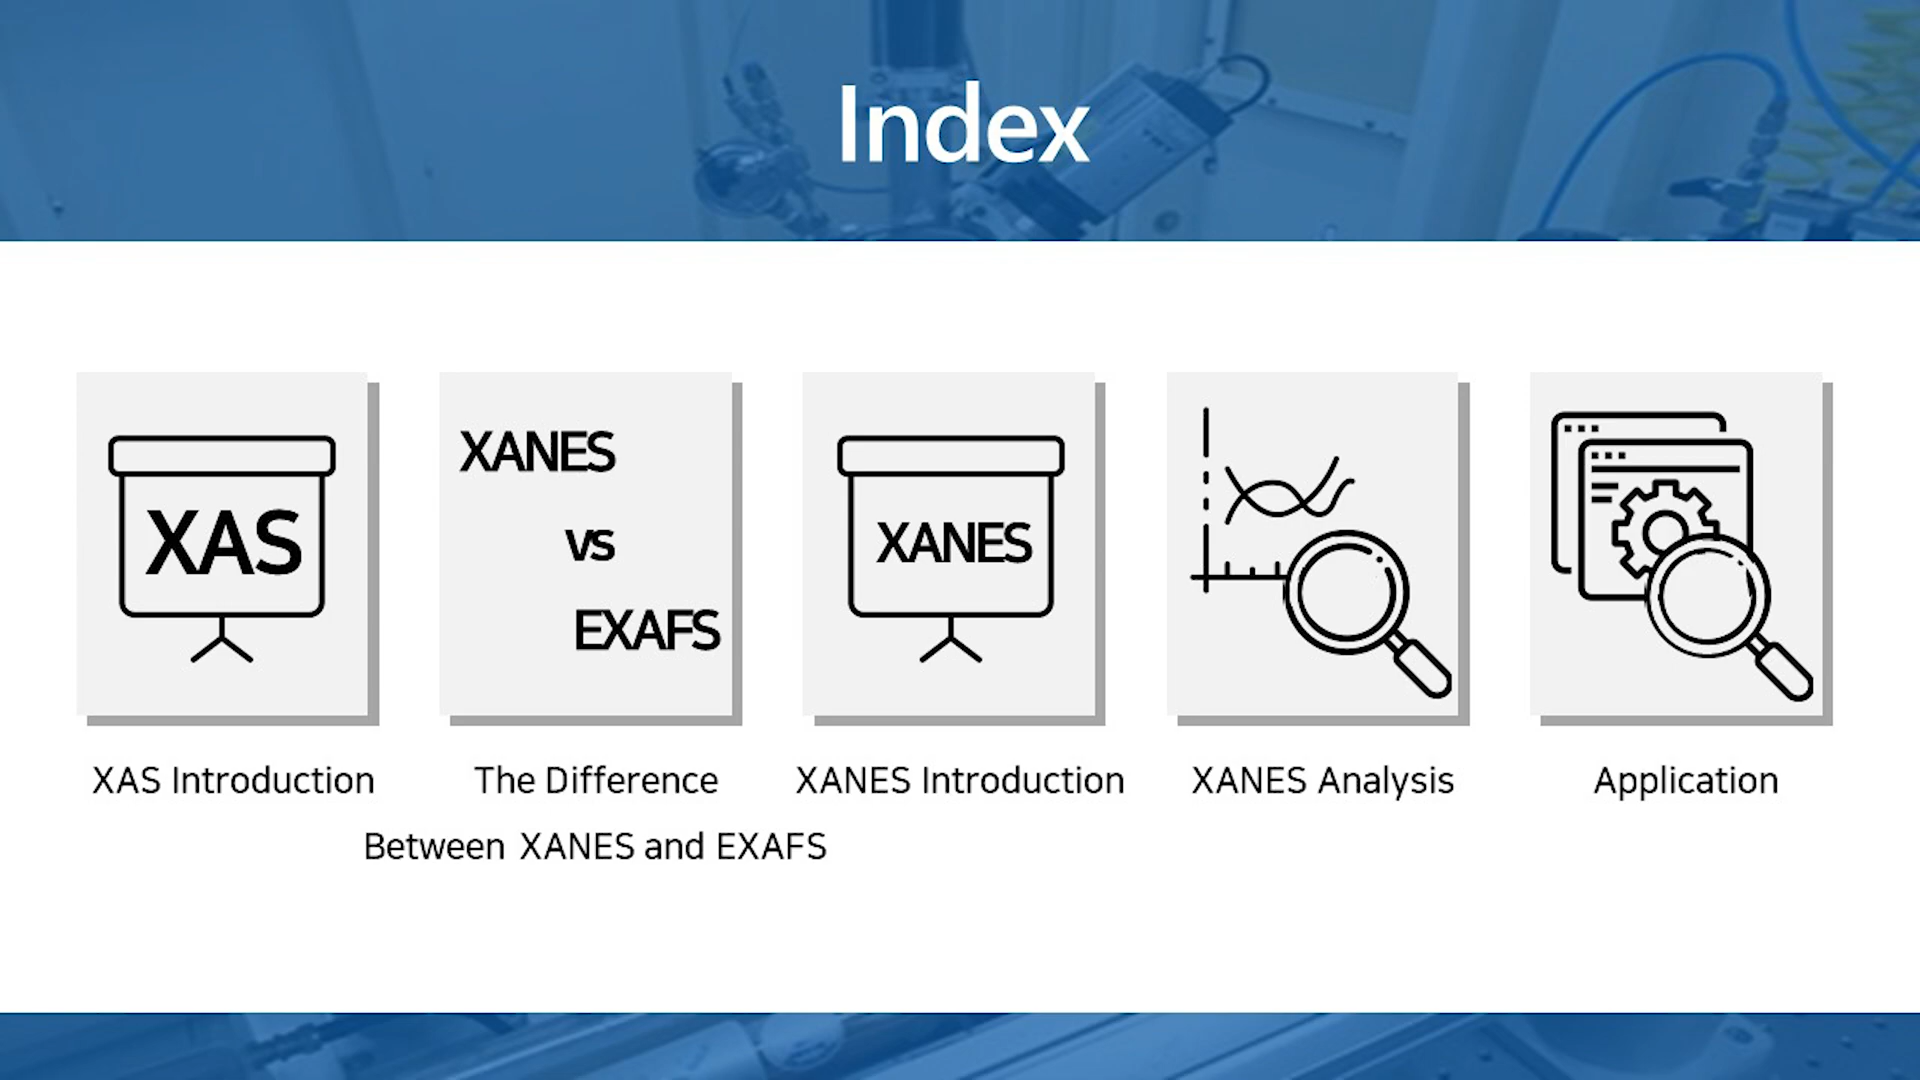 Index
XAS
XANES
vs
EXAFS
XANES
XAS Introduction
The Difference
Between XANES and EXAFS
XANES Introduction
XANES Analysis
Application